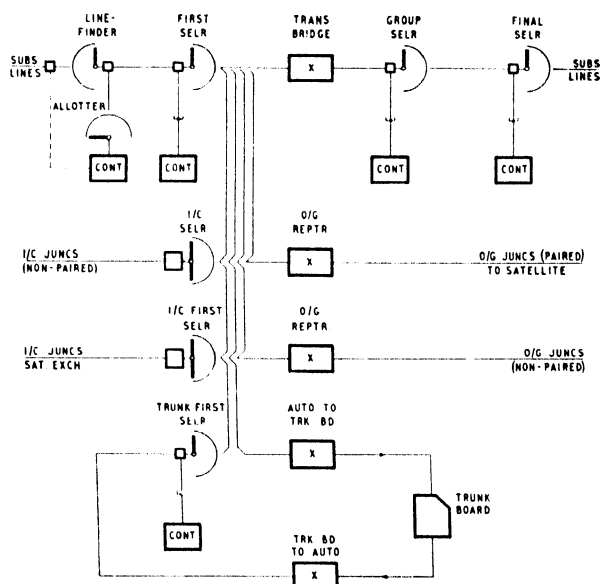 LINE-
FINDER
FIRST
SELR
TRANS
BRIDGE
GROUP
SELR
FINAL
SELR
SUBS
LINES
X
SUBS
LINES
ALLOTTER
CONT
CONT
CONT
CONT
I/C
SELR
O/G
REPTR
I/C JUNCS
(NON-PAIRED)
X
O/G JUNCS (PAIRED)
TO SATELLITE
I/C FIRST
SELR
O/G
REPTR
I/C JUNCS
SAT. EXCH
X
O/G JUNCS
(NON-PAIRED)
TRUNK FIRST
SELR
AUTO TO
TRK BD
X
TRUNK
BOARD
CONT
TRK BD
TO AUTO
X